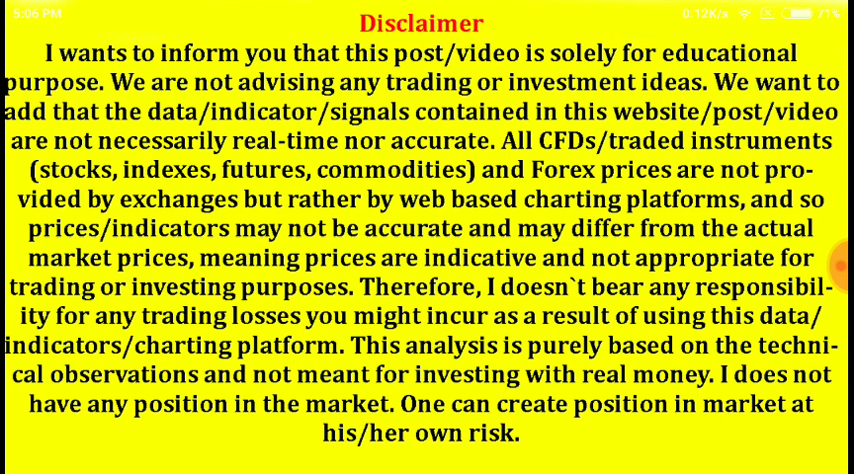 5:06 PM 0.12K/s 71%
Disclaimer
I wants to inform you that this post/video is solely for educational
purpose. We are not advising any trading or investment ideas. We want to
add that the data/indicator/signals contained in this website/post/video
are not necessarily real-time nor accurate. All CFDs/traded instruments
(stocks, indexes, futures, commodities) and Forex prices are not pro-
vided by exchanges but rather by web based charting platforms, and so
prices/indicators may not be accurate and may differ from the actual
market prices, meaning prices are indicative and not appropriate for
trading or investing purposes. Therefore, I doesn`t bear any responsibil-
ity for any trading losses you might incur as a result of using this data/
indicators/charting platform. This analysis is purely based on the techni-
cal observations and not meant for investing with real money. I does not
have any position in the market. One can create position in market at
his/her own risk.